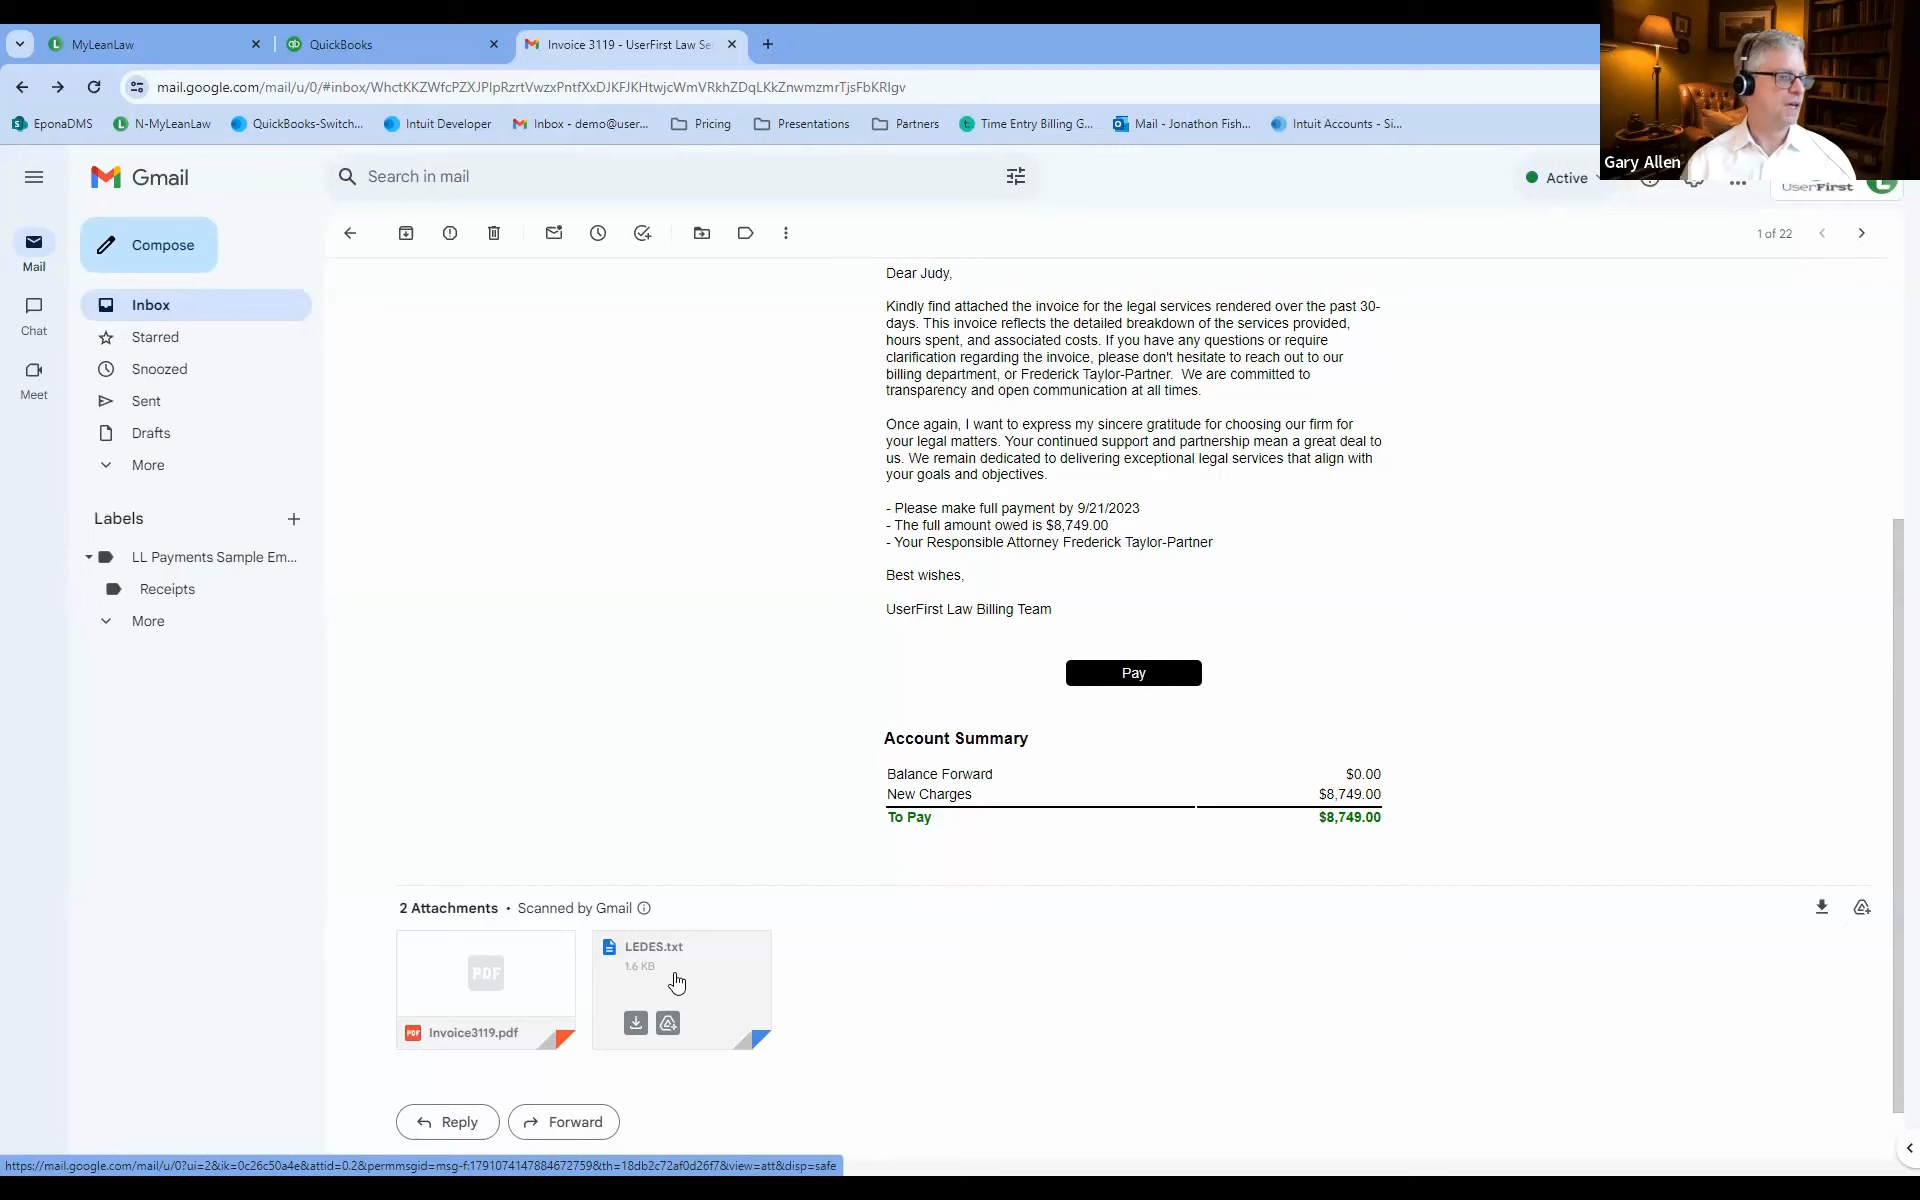 MyLeanLaw
QuickBooks
Invoice 3119 - UserFirst Law Se
mail.google.com/mail/u/0/#inbox/WhctKKZWfcPZXJPlpRzrtVwzxPntfXxDJKFJKHtwjcWmVRkhZDqLKkZnwmzmrTjsFbKRlgv
EponaDMS
N-MyLeanLaw
QuickBooks-Switch...
Intuit Developer
Inbox - demo@user...
Pricing
Presentations
Partners
Time Entry Billing G...
Mail - Jonathon Fish...
Intuit Accounts - Si...
Gary Allen
Gmail
Search in mail
Active
UserFirst
Compose
Mail
Chat
Meet
Inbox
Starred
Snoozed
Sent
Drafts
More
Labels
LL Payments Sample Em...
Receipts
More
1 of 22
Dear Judy,
Kindly find attached the invoice for the legal services rendered over the past 30-
days. This invoice reflects the detailed breakdown of the services provided,
hours spent, and associated costs. If you have any questions or require
clarification regarding the invoice, please don't hesitate to reach out to our
billing department, or Frederick Taylor-Partner. We are committed to
transparency and open communication at all times.
Once again, I want to express my sincere gratitude for choosing our firm for
your legal matters. Your continued support and partnership mean a great deal to
us. We remain dedicated to delivering exceptional legal services that align with
your goals and objectives.
- Please make full payment by 9/21/2023
- The full amount owed is $8,749.00
- Your Responsible Attorney Frederick Taylor-Partner
Best wishes,
UserFirst Law Billing Team
Pay
Account Summary
Balance Forward $0.00
New Charges $8,749.00
To Pay $8,749.00
2 Attachments • Scanned by Gmail
PDF
PDF Invoice3119.pdf
LEDES.txt
1.6 KB
Reply
Forward
https://mail.google.com/mail/u/0?ui=2&ik=0c26c50a4e&attid=0.2&permmsgid=msg-f:1791074147884672759&th=18db2c72af0d26f7&view=att&disp=safe